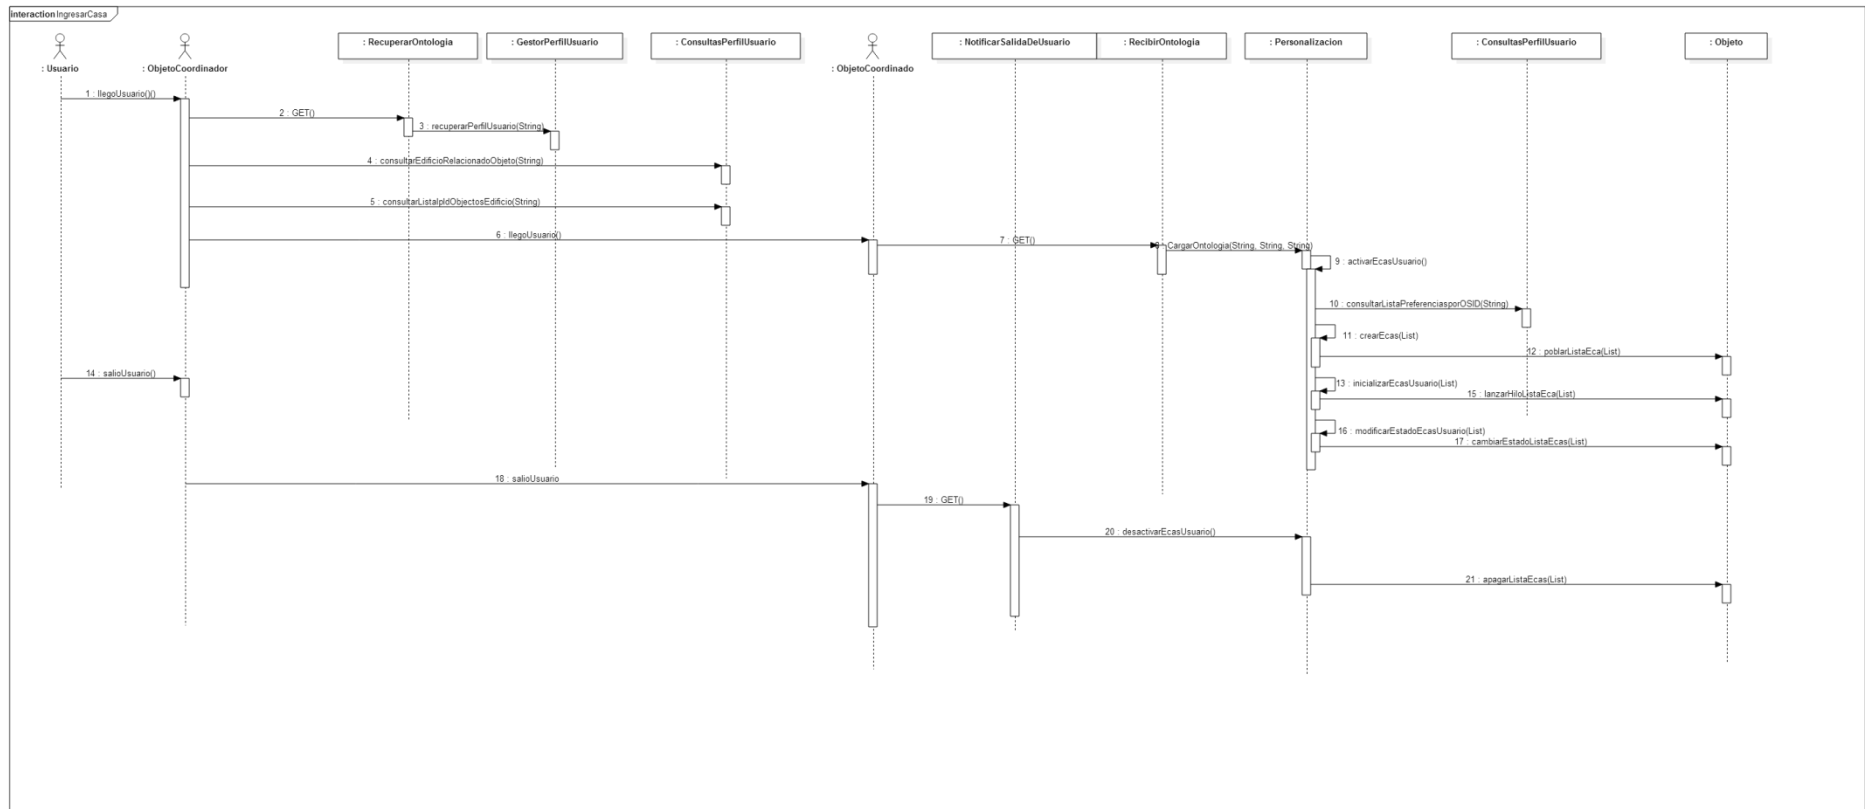 interaction IngresarCasa
: Usuario
: ObjetoCoordinador
: RecuperarOntologia
: GestorPerfilUsuario
: ConsultasPerfilUsuario
: ObjetoCoordinado
: NotificarSalidaDeUsuario
: RecibirOntologia
: Personalizacion
: ConsultasPerfilUsuario
: Objeto
1 : llegoUsuario()()
2 : GET()
3 : recuperarPerfilUsuario(String)
4 : consultarEdificioRelacionadoObjeto(String)
5 : consultarListaIpIdObjectosEdificio(String)
6 : llegoUsuario()
7 : GET()
CargarOntologia(String, String, String)
9 : activarEcasUsuario()
10 : consultarListaPreferenciasporOSID(String)
11 : crearEcas(List)
12 : poblarListaEca(List)
13 : inicializarEcasUsuario(List)
14 : salioUsuario()
15 : lanzarHiloListaEca(List)
16 : modificarEstadoEcasUsuario(List)
17 : cambiarEstadoListaEcas(List)
18 : salioUsuario
19 : GET()
20 : desactivarEcasUsuario()
21 : apagarListaEcas(List)